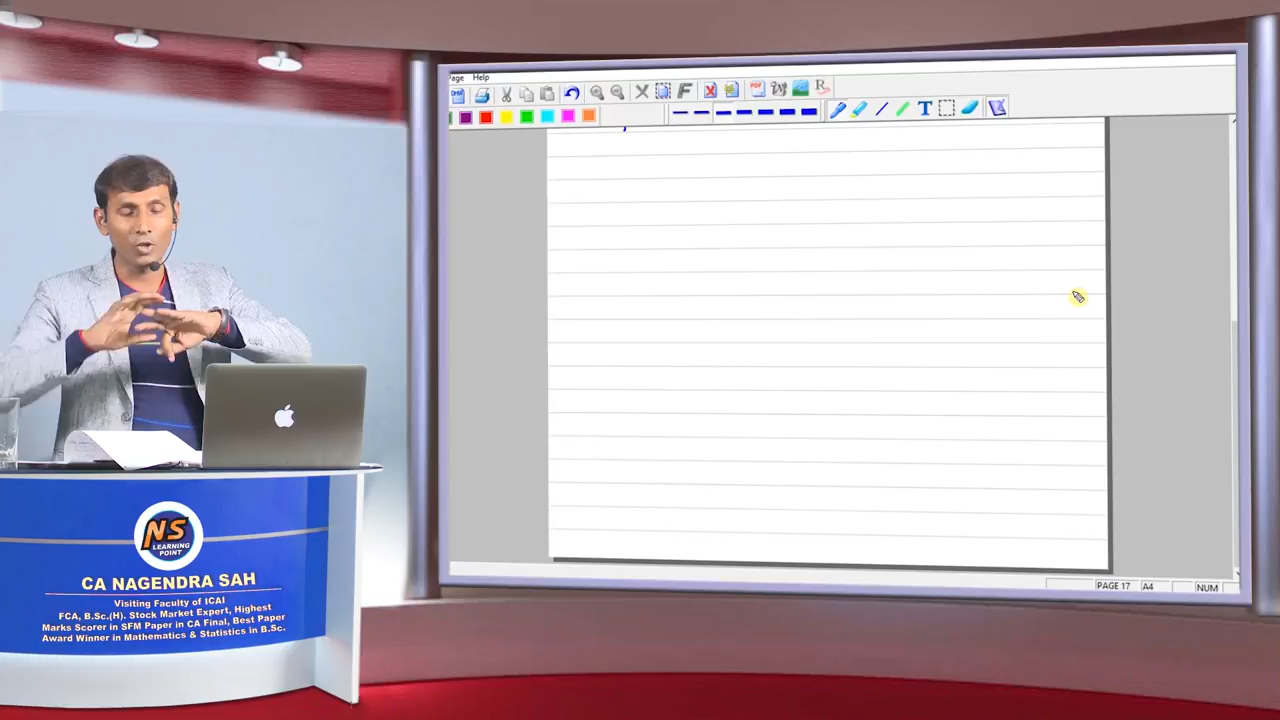 Page Help
PDF
T
PAGE 17 A4 NUM
NS
LEARNING
POINT
CA NAGENDRA SAH
Visiting Faculty of ICAI
FCA, B.Sc.(H). Stock Market Expert, Highest
Marks Scorer in SFM Paper in CA Final, Best Paper
Award Winner in Mathematics & Statistics in B.Sc.